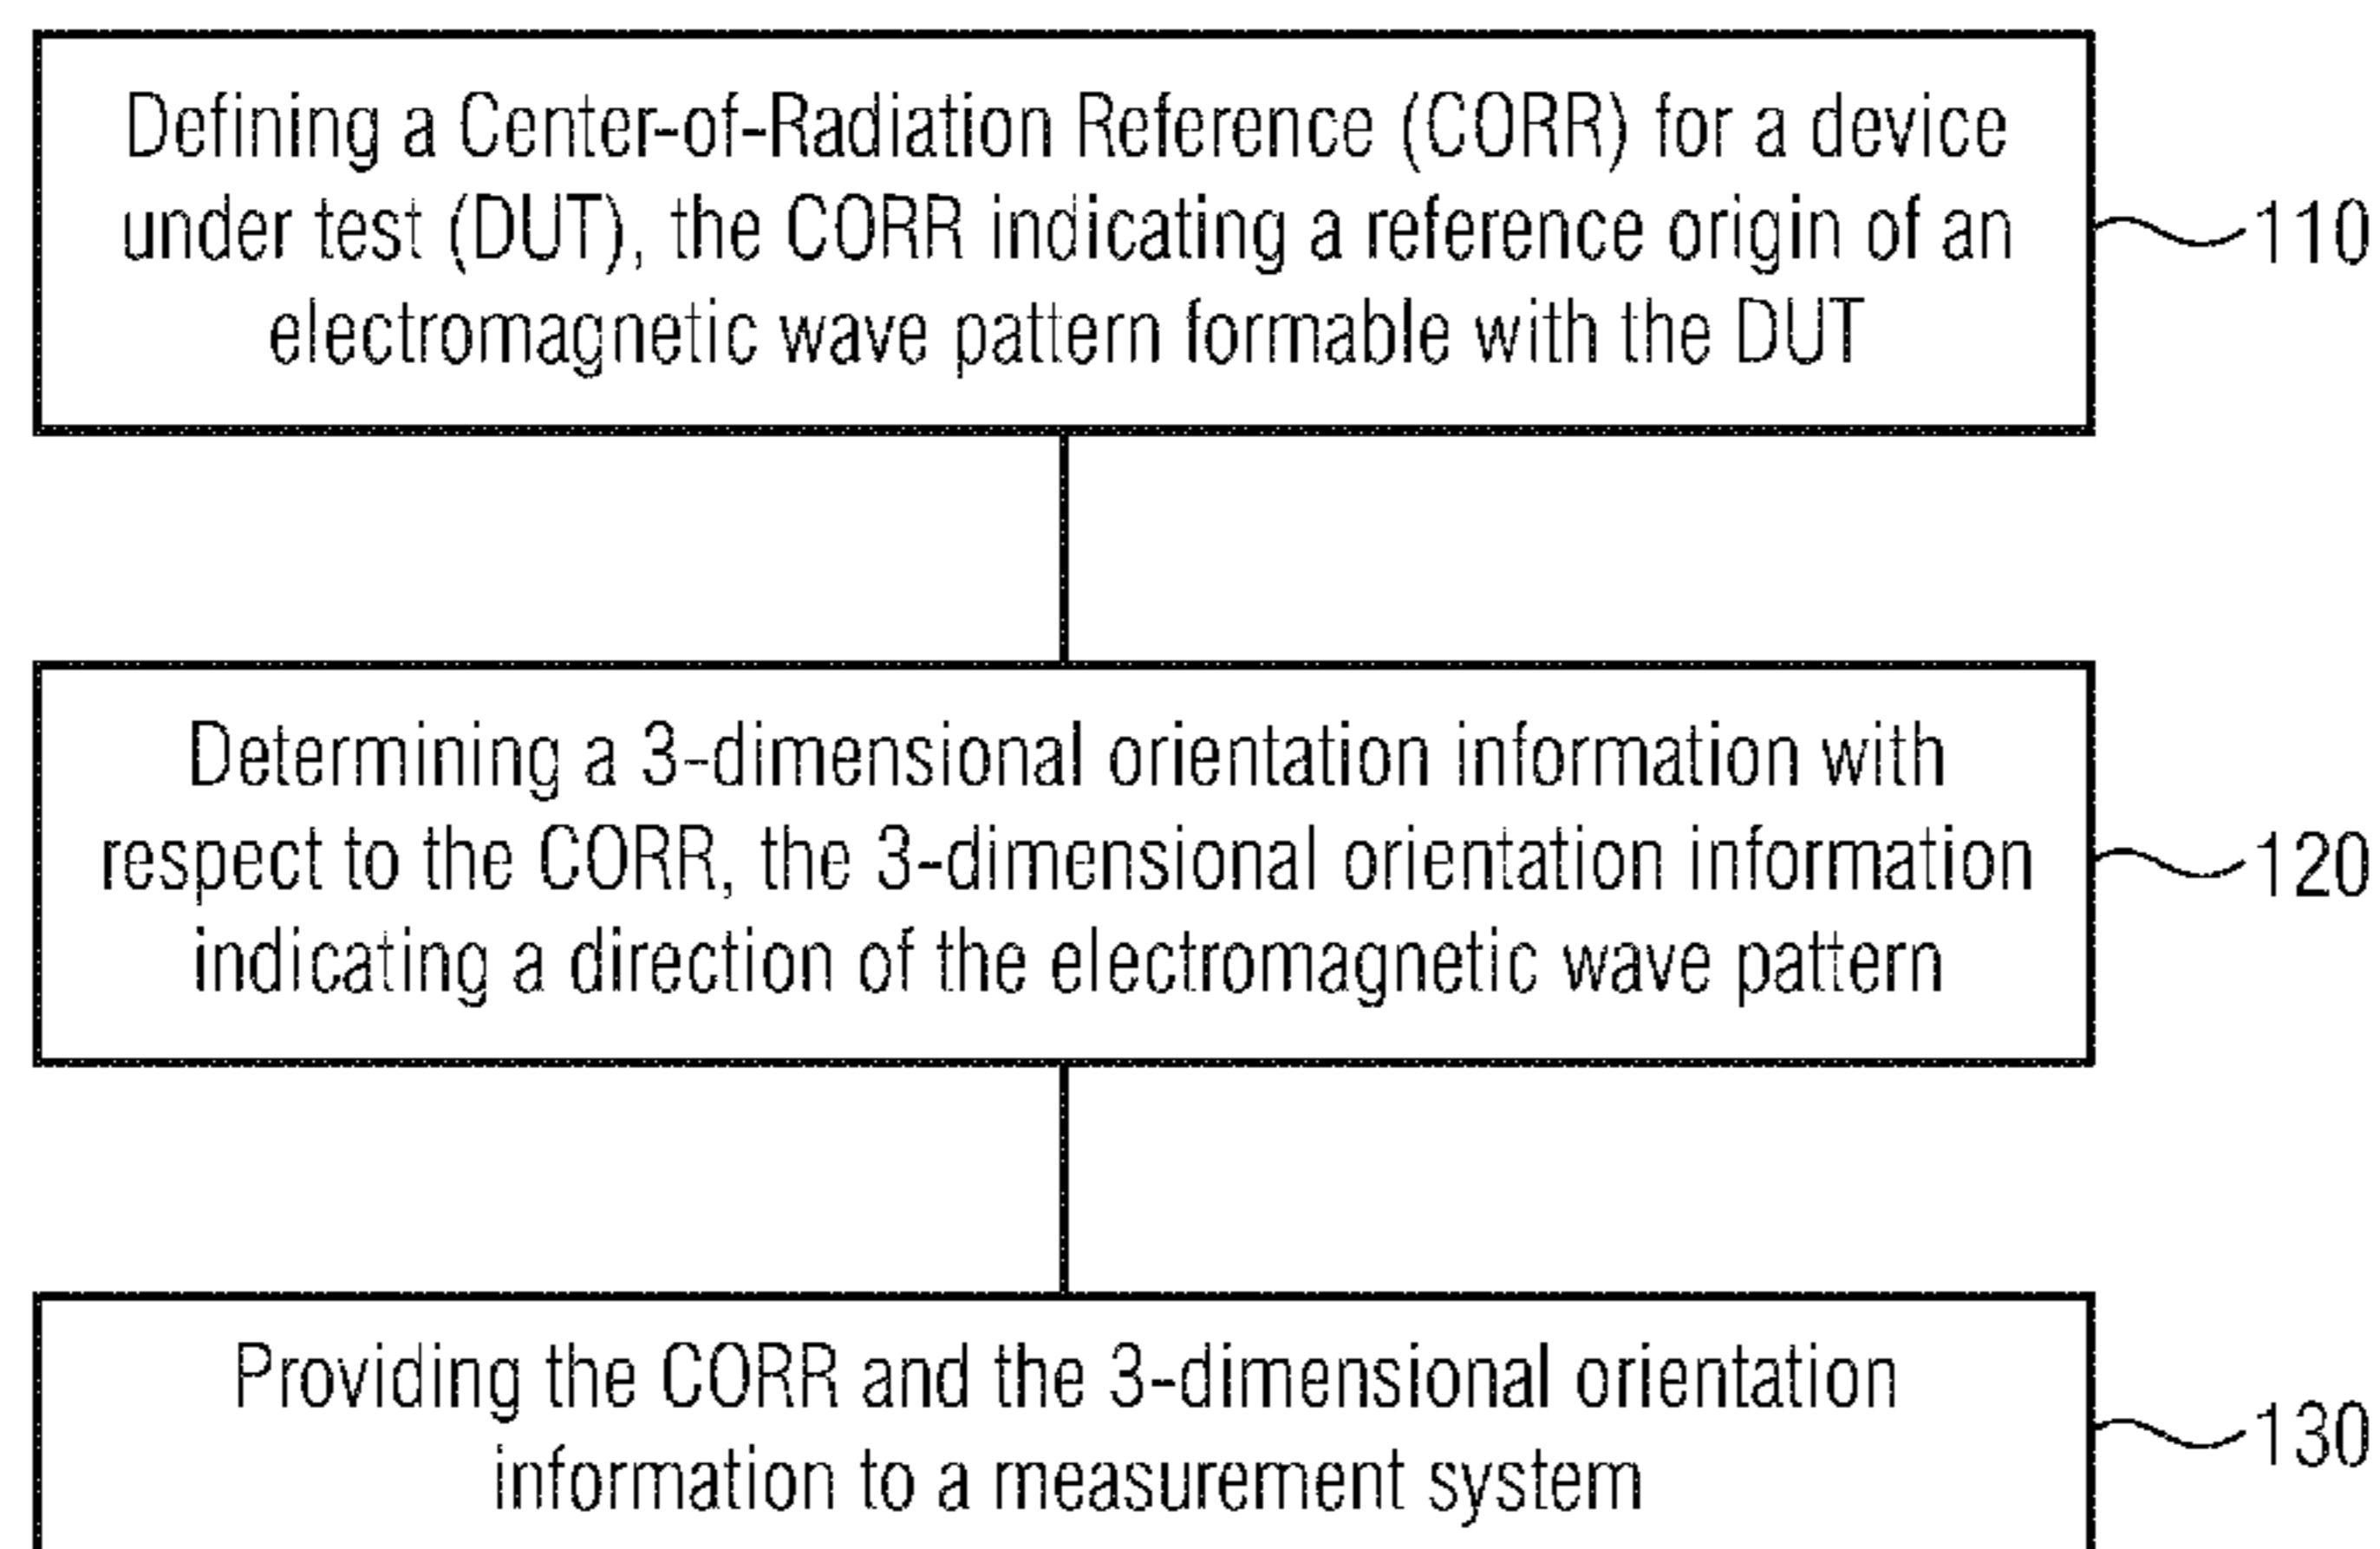 Defining a Center-of-Radiation Reference (CORR) for a device
under test (DUT), the CORR indicating a reference origin of an
electromagnetic wave pattern formable with the DUT
110
Determining a 3-dimensional orientation information with
respect to the CORR, the 3-dimensional orientation information
indicating a direction of the electromagnetic wave pattern
120
Providing the CORR and the 3-dimensional orientation
information to a measurement system
130